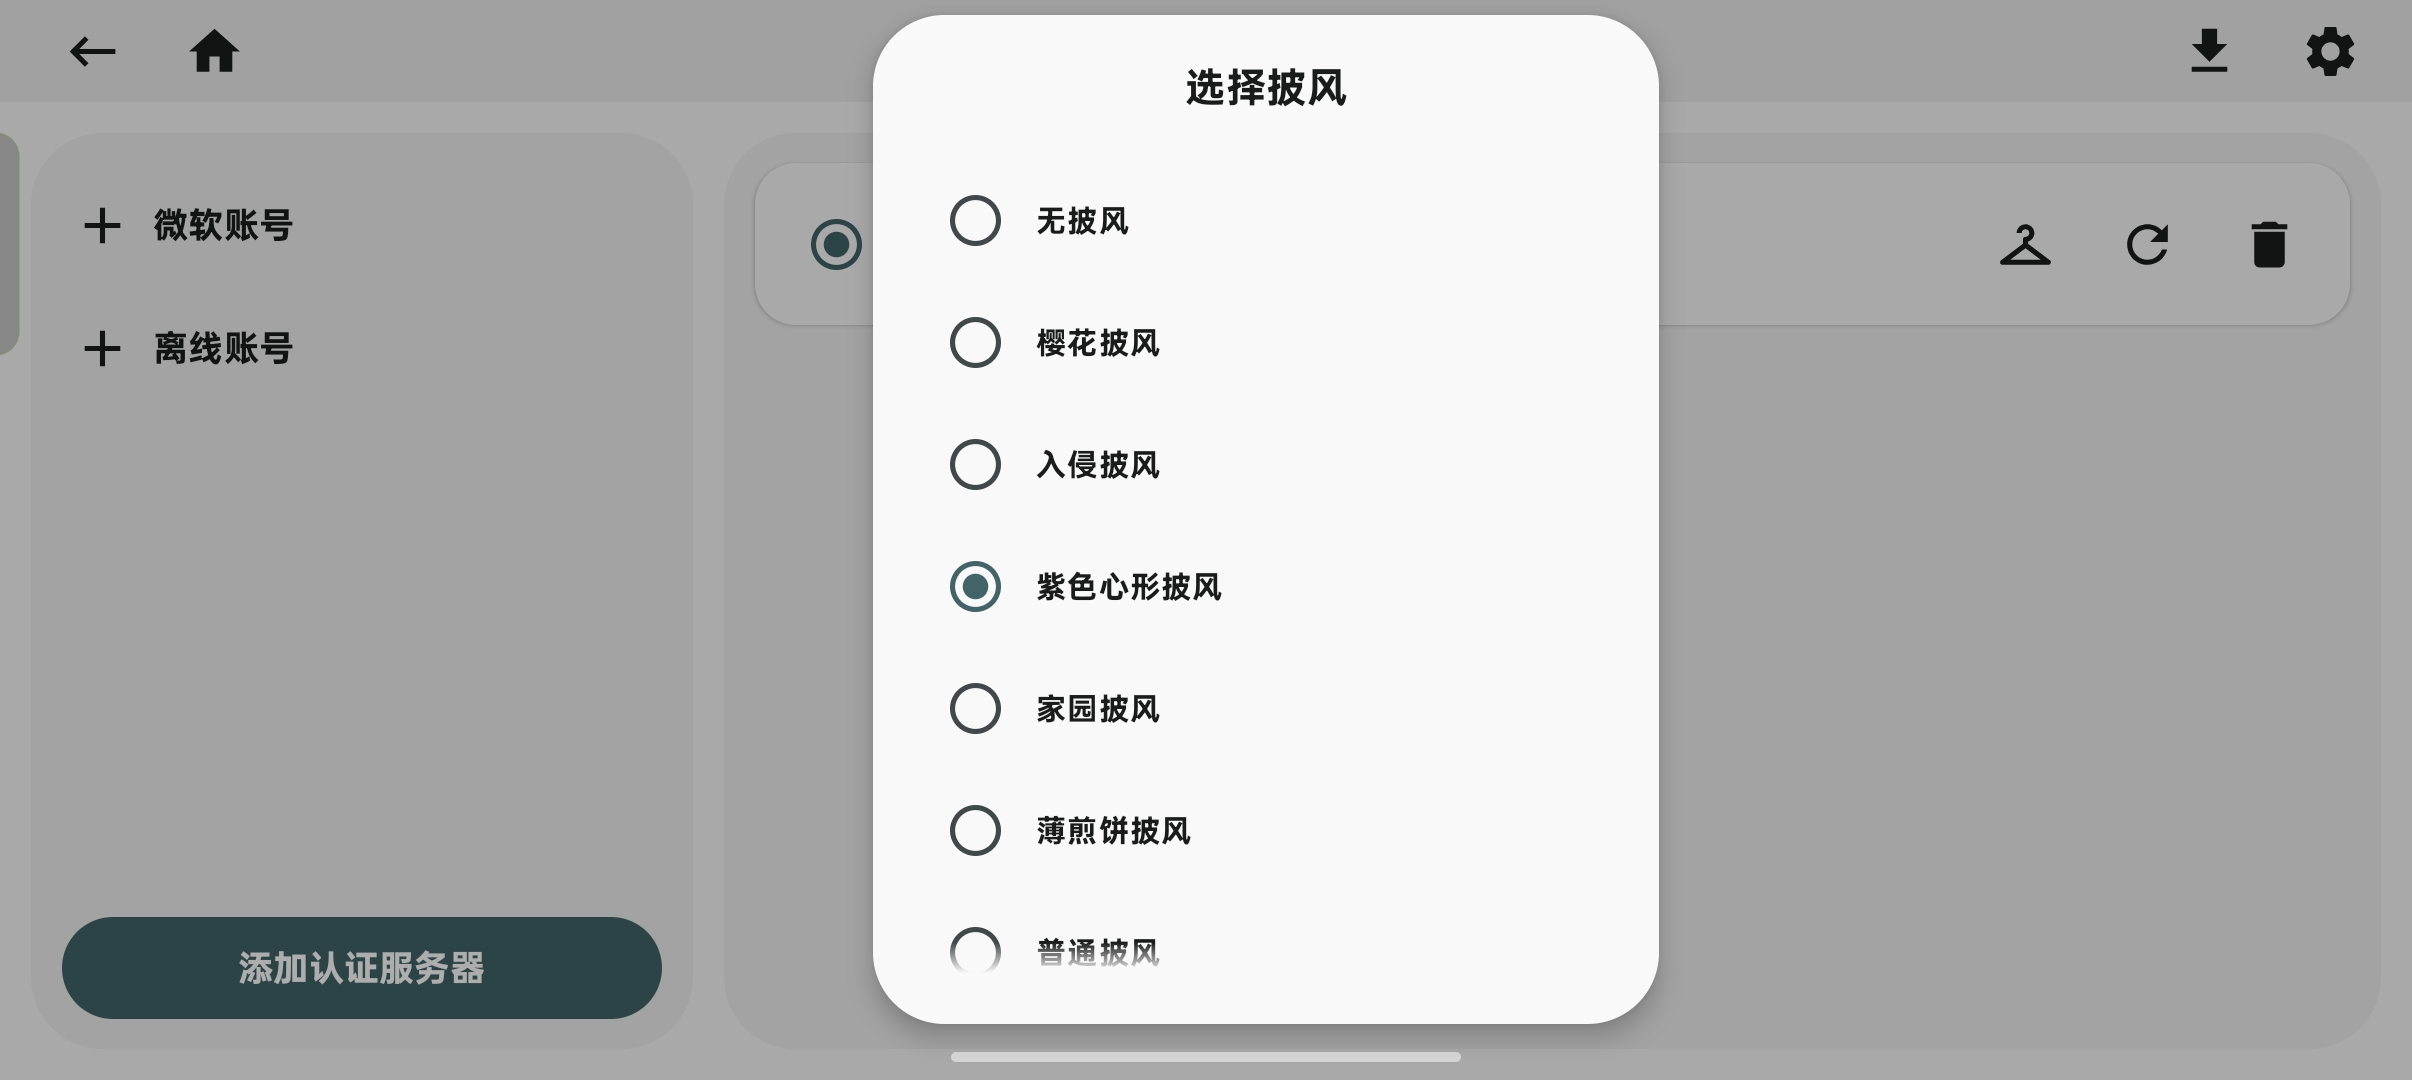 选择披风
微软账号
离线账号
添加认证服务器
无披风
樱花披风
入侵披风
紫色心形披风
家园披风
薄煎饼披风
普通披风